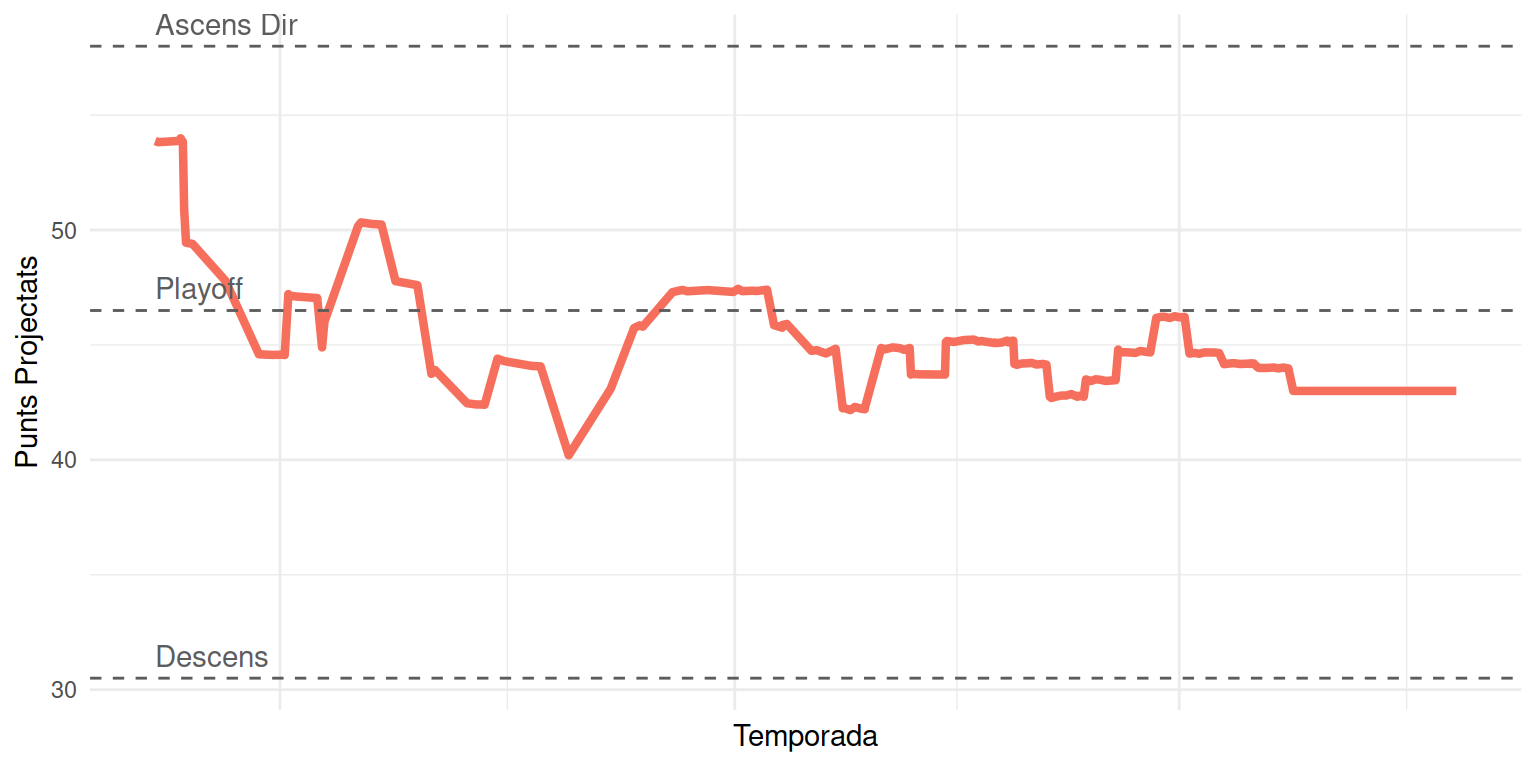 Ascens Dir
50
Playoff
Punts Projectats
40
Descens
30
Temporada